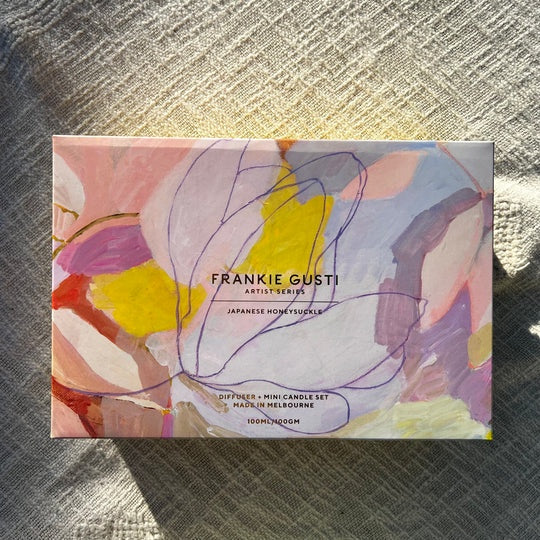 FRANKIE GUSTI
ARTIST SERIES
JAPANESE HONEYSUCKLE
DIFFUSER + MINI CANDLE SET
MADE IN MELBOURNE
100ML/100GM